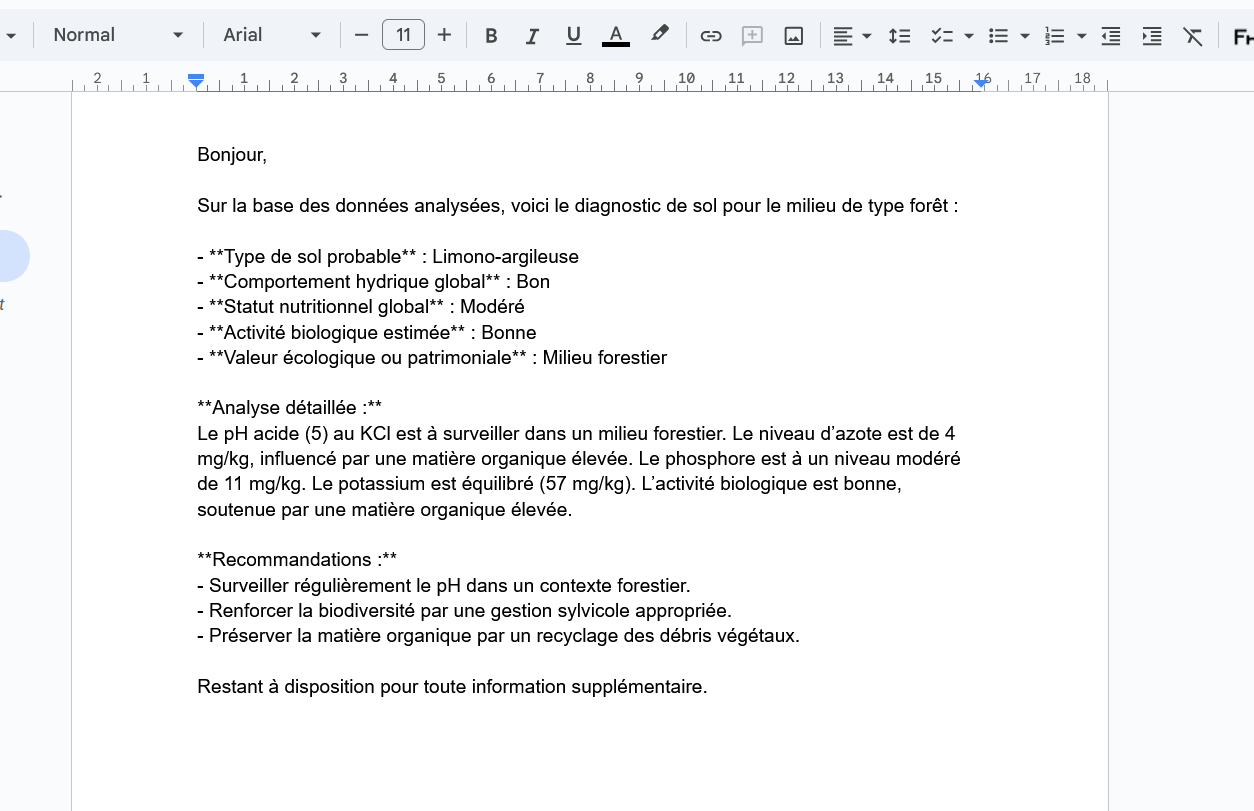 Normal Arial 11 B I U A
2 1 1 2 3 4 5 6 7 8 9 10 11 12 13 14 15 16 17 18
Bonjour,
Sur la base des données analysées, voici le diagnostic de sol pour le milieu de type forêt :
- **Type de sol probable** : Limono-argileuse
- **Comportement hydrique global** : Bon
- **Statut nutritionnel global** : Modéré
- **Activité biologique estimée** : Bonne
- **Valeur écologique ou patrimoniale** : Milieu forestier
**Analyse détaillée :**
Le pH acide (5) au KCl est à surveiller dans un milieu forestier. Le niveau d’azote est de 4
mg/kg, influencé par une matière organique élevée. Le phosphore est à un niveau modéré
de 11 mg/kg. Le potassium est équilibré (57 mg/kg). L’activité biologique est bonne,
soutenue par une matière organique élevée.
**Recommandations :**
- Surveiller régulièrement le pH dans un contexte forestier.
- Renforcer la biodiversité par une gestion sylvicole appropriée.
- Préserver la matière organique par un recyclage des débris végétaux.
Restant à disposition pour toute information supplémentaire.